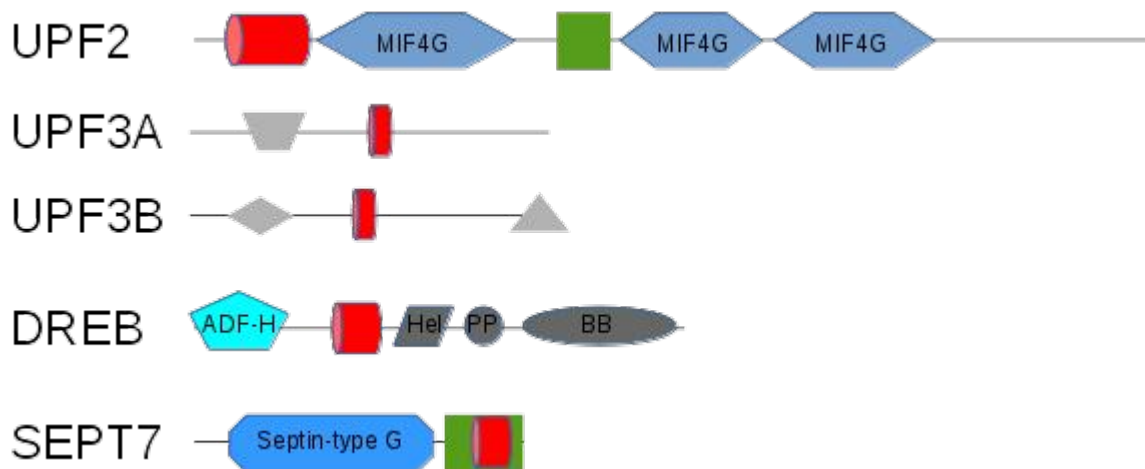 UPF2 MIF4G MIF4G MIF4G
UPF3A
UPF3B
DREB ADF-H Hel PP BB
SEPT7 Septin-type G